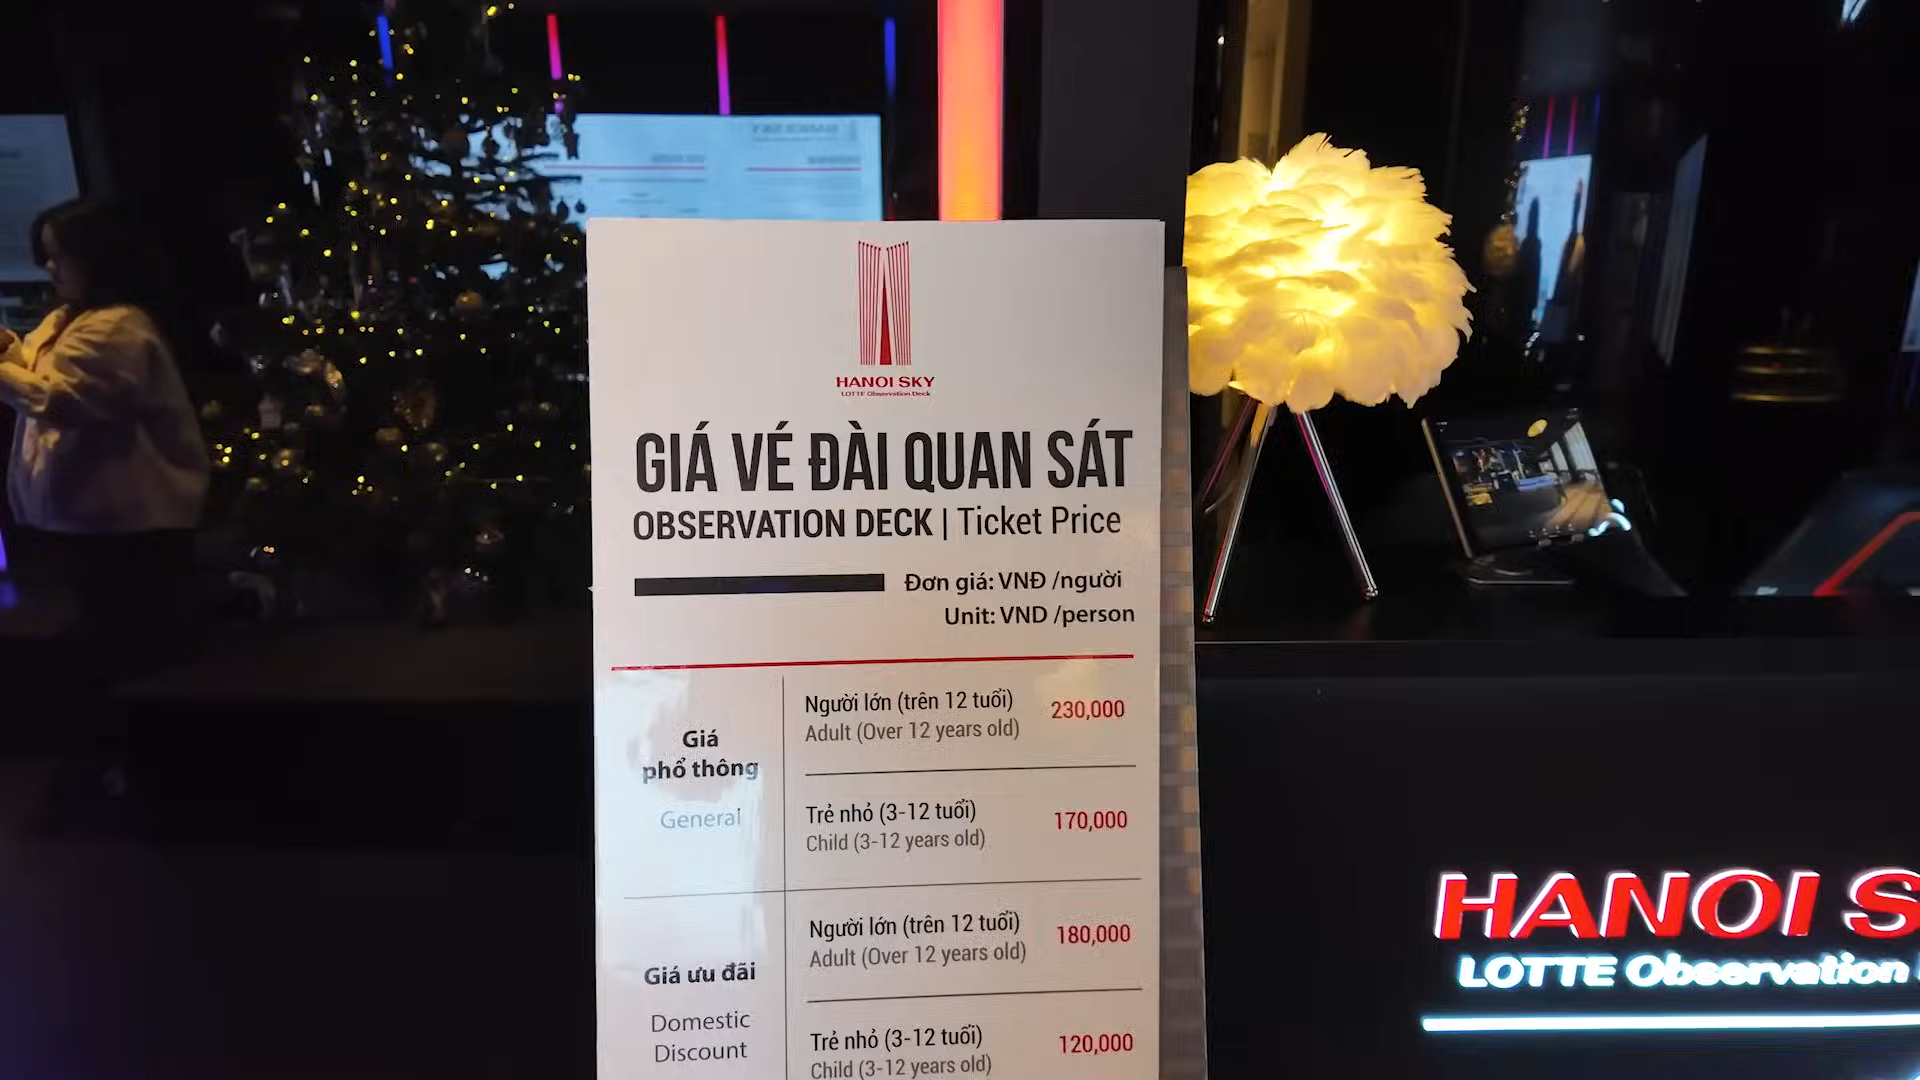 HANOI SKY
LOTTE Observation Deck
GIÁ VÉ ĐÀI QUAN SÁT
OBSERVATION DECK | Ticket Price
Đơn giá: VNĐ /người
Unit: VND /person
Giá
phổ thông
General
Người lớn (trên 12 tuổi)
Adult (Over 12 years old)
230,000
Trẻ nhỏ (3-12 tuổi)
Child (3-12 years old)
170,000
Giá ưu đãi
Domestic
Discount
Người lớn (trên 12 tuổi)
Adult (Over 12 years old)
180,000
Trẻ nhỏ (3-12 tuổi)
Child (3-12 years old)
120,000
HANOI S
LOTTE Observation